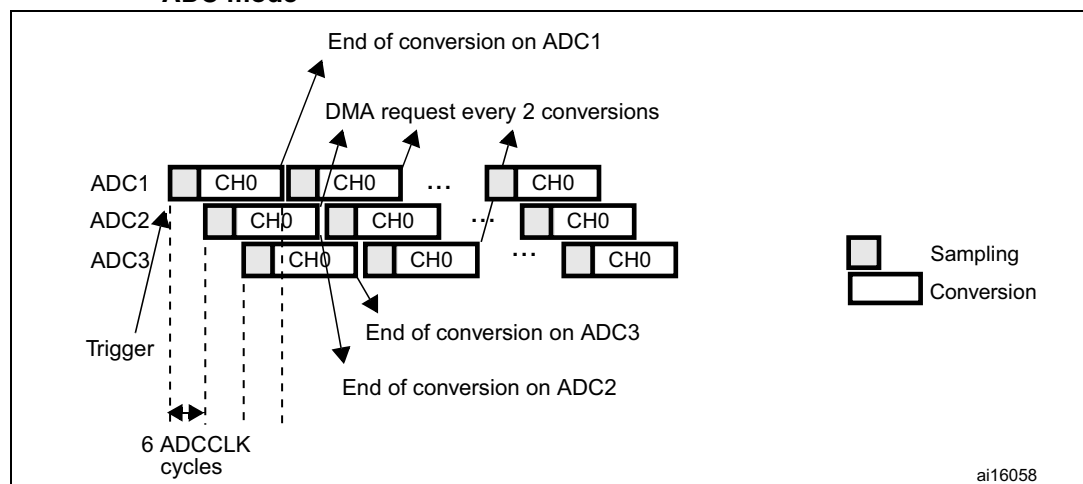 ADC mode
End of conversion on ADC1
DMA request every 2 conversions
ADC1 CH0 CH0 ... CH0
ADC2 CH0 CH0 ... CH0
ADC3 CH0 CH0 ... CH0
Sampling
Conversion
End of conversion on ADC3
Trigger
End of conversion on ADC2
6 ADCCLK
cycles
ai16058